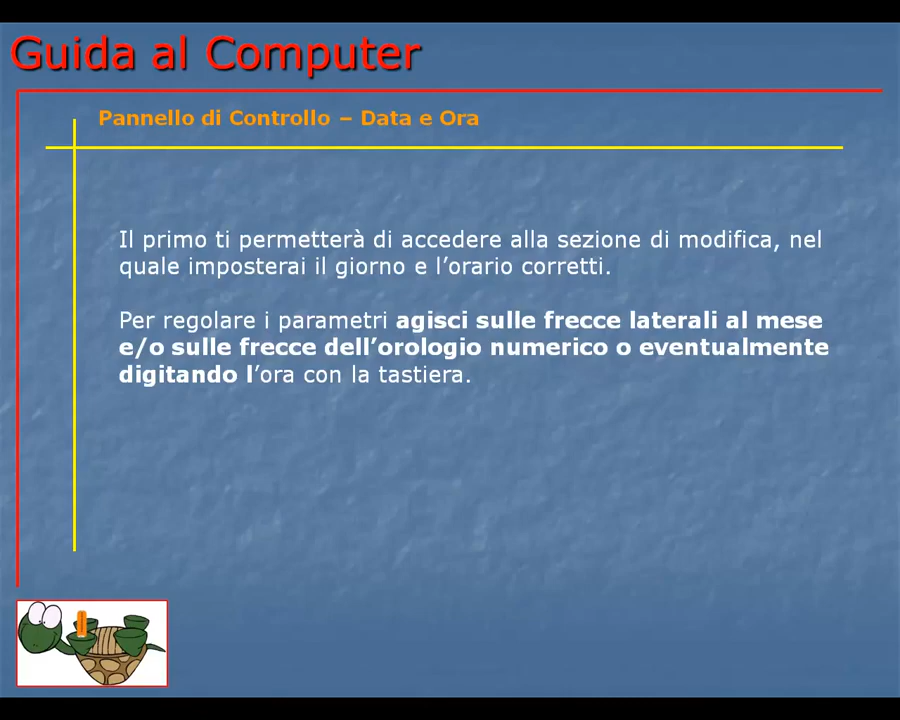 Guida al Computer
Pannello di Controllo – Data e Ora
Il primo ti permetterà di accedere alla sezione di modifica, nel
quale imposterai il giorno e l’orario corretti.
Per regolare i parametri agisci sulle frecce laterali al mese
e/o sulle frecce dell’orologio numerico o eventualmente
digitando l’ora con la tastiera.